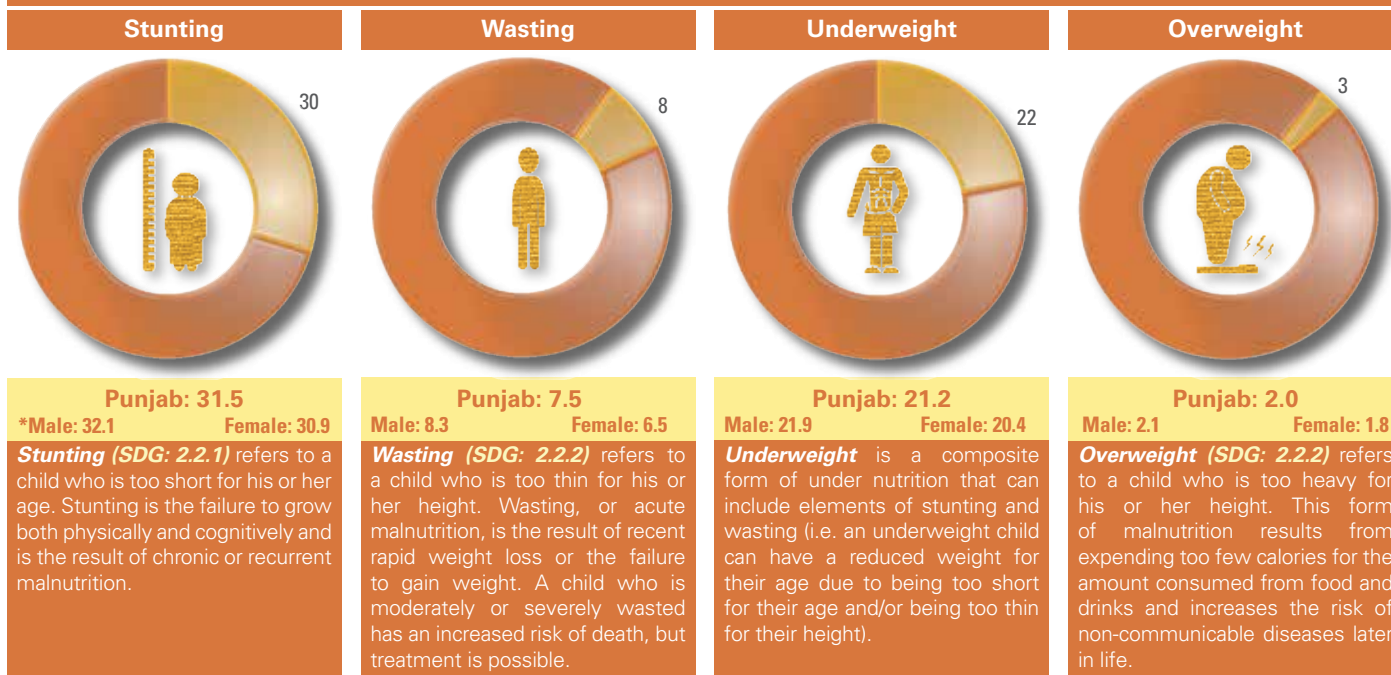 Stunting
30
Punjab: 31.5
*Male: 32.1 Female: 30.9
Stunting (SDG: 2.2.1) refers to a
child who is too short for his or her
age. Stunting is the failure to grow
both physically and cognitively and
is the result of chronic or recurrent
malnutrition.
Wasting
8
Punjab: 7.5
Male: 8.3 Female: 6.5
Wasting (SDG: 2.2.2) refers to
a child who is too thin for his or
her height. Wasting, or acute
malnutrition, is the result of recent
rapid weight loss or the failure
to gain weight. A child who is
moderately or severely wasted
has an increased risk of death, but
treatment is possible.
Underweight
22
Punjab: 21.2
Male: 21.9 Female: 20.4
Underweight is a composite
form of under nutrition that can
include elements of stunting and
wasting (i.e. an underweight child
can have a reduced weight for
their age due to being too short
for their age and/or being too thin
for their height).
Overweight
3
Punjab: 2.0
Male: 2.1 Female: 1.8
Overweight (SDG: 2.2.2) refers
to a child who is too heavy for
his or her height. This form
of malnutrition results from
expending too few calories for the
amount consumed from food and
drinks and increases the risk of
non-communicable diseases later
in life.